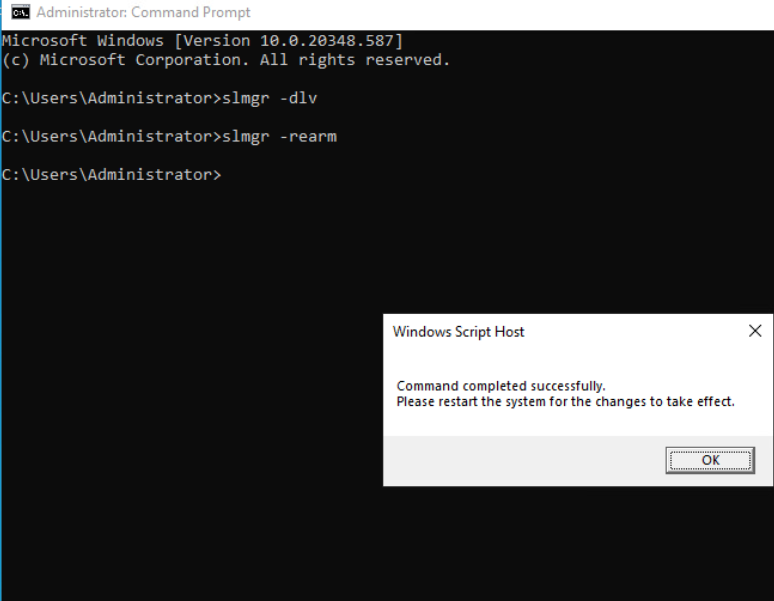 Administrator: Command Prompt
Microsoft Windows [Version 10.0.20348.587]
(c) Microsoft Corporation. All rights reserved.
C:\Users\Administrator>slmgr -dlv
C:\Users\Administrator>slmgr -rearm
C:\Users\Administrator>
Windows Script Host
Command completed successfully.
Please restart the system for the changes to take effect.
OK